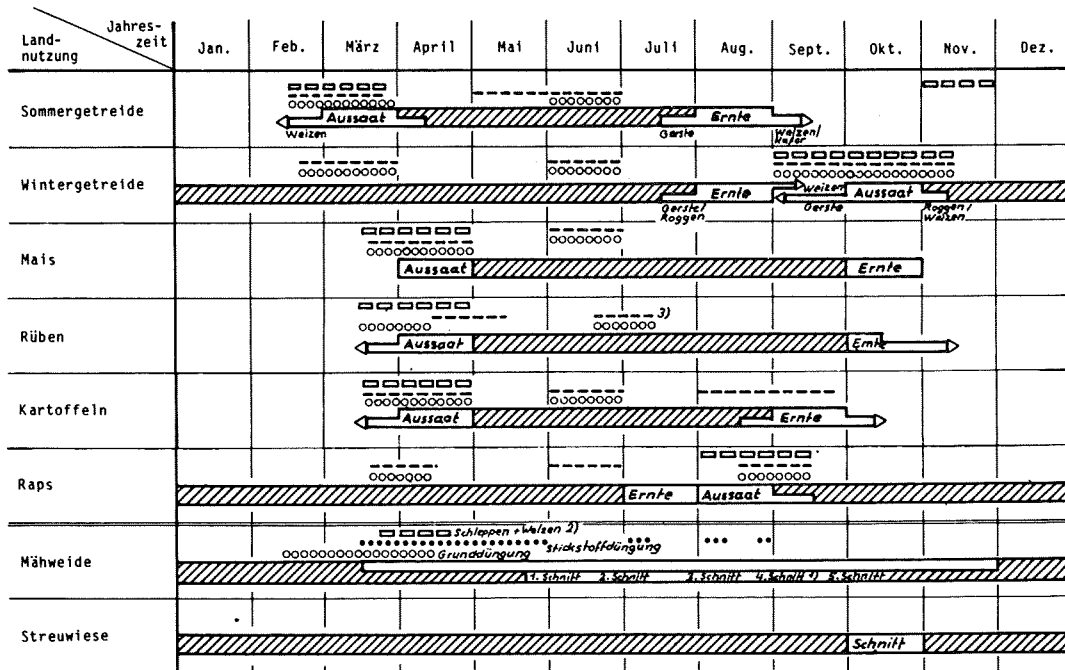 Jahres-
zeit
Land-
nutzung
Jan.
Feb.
März
April
Mai
Juni
Juli
Aug.
Sept.
Okt.
Nov.
Dez.
Sommergetreide
Aussaat
Ernte
Weizen
Gerste
Weizen/
Hafer
Wintergetreide
Ernte
Weizen
Aussaat
Gerste/
Roggen
Gerste
Roggen/
Weizen
Mais
Aussaat
Ernte
Rüben
3)
Aussaat
Ernte
Kartoffeln
Aussaat
Ernte
Raps
Ernte
Aussaat
Mähweide
Schleppen + Walzen 2)
Stickstoffdüngung
Grunddüngung
1. Schnitt
2. Schnitt
3. Schnitt
4. Schnitt 1)
5. Schnitt
Streuwiese
Schnitt